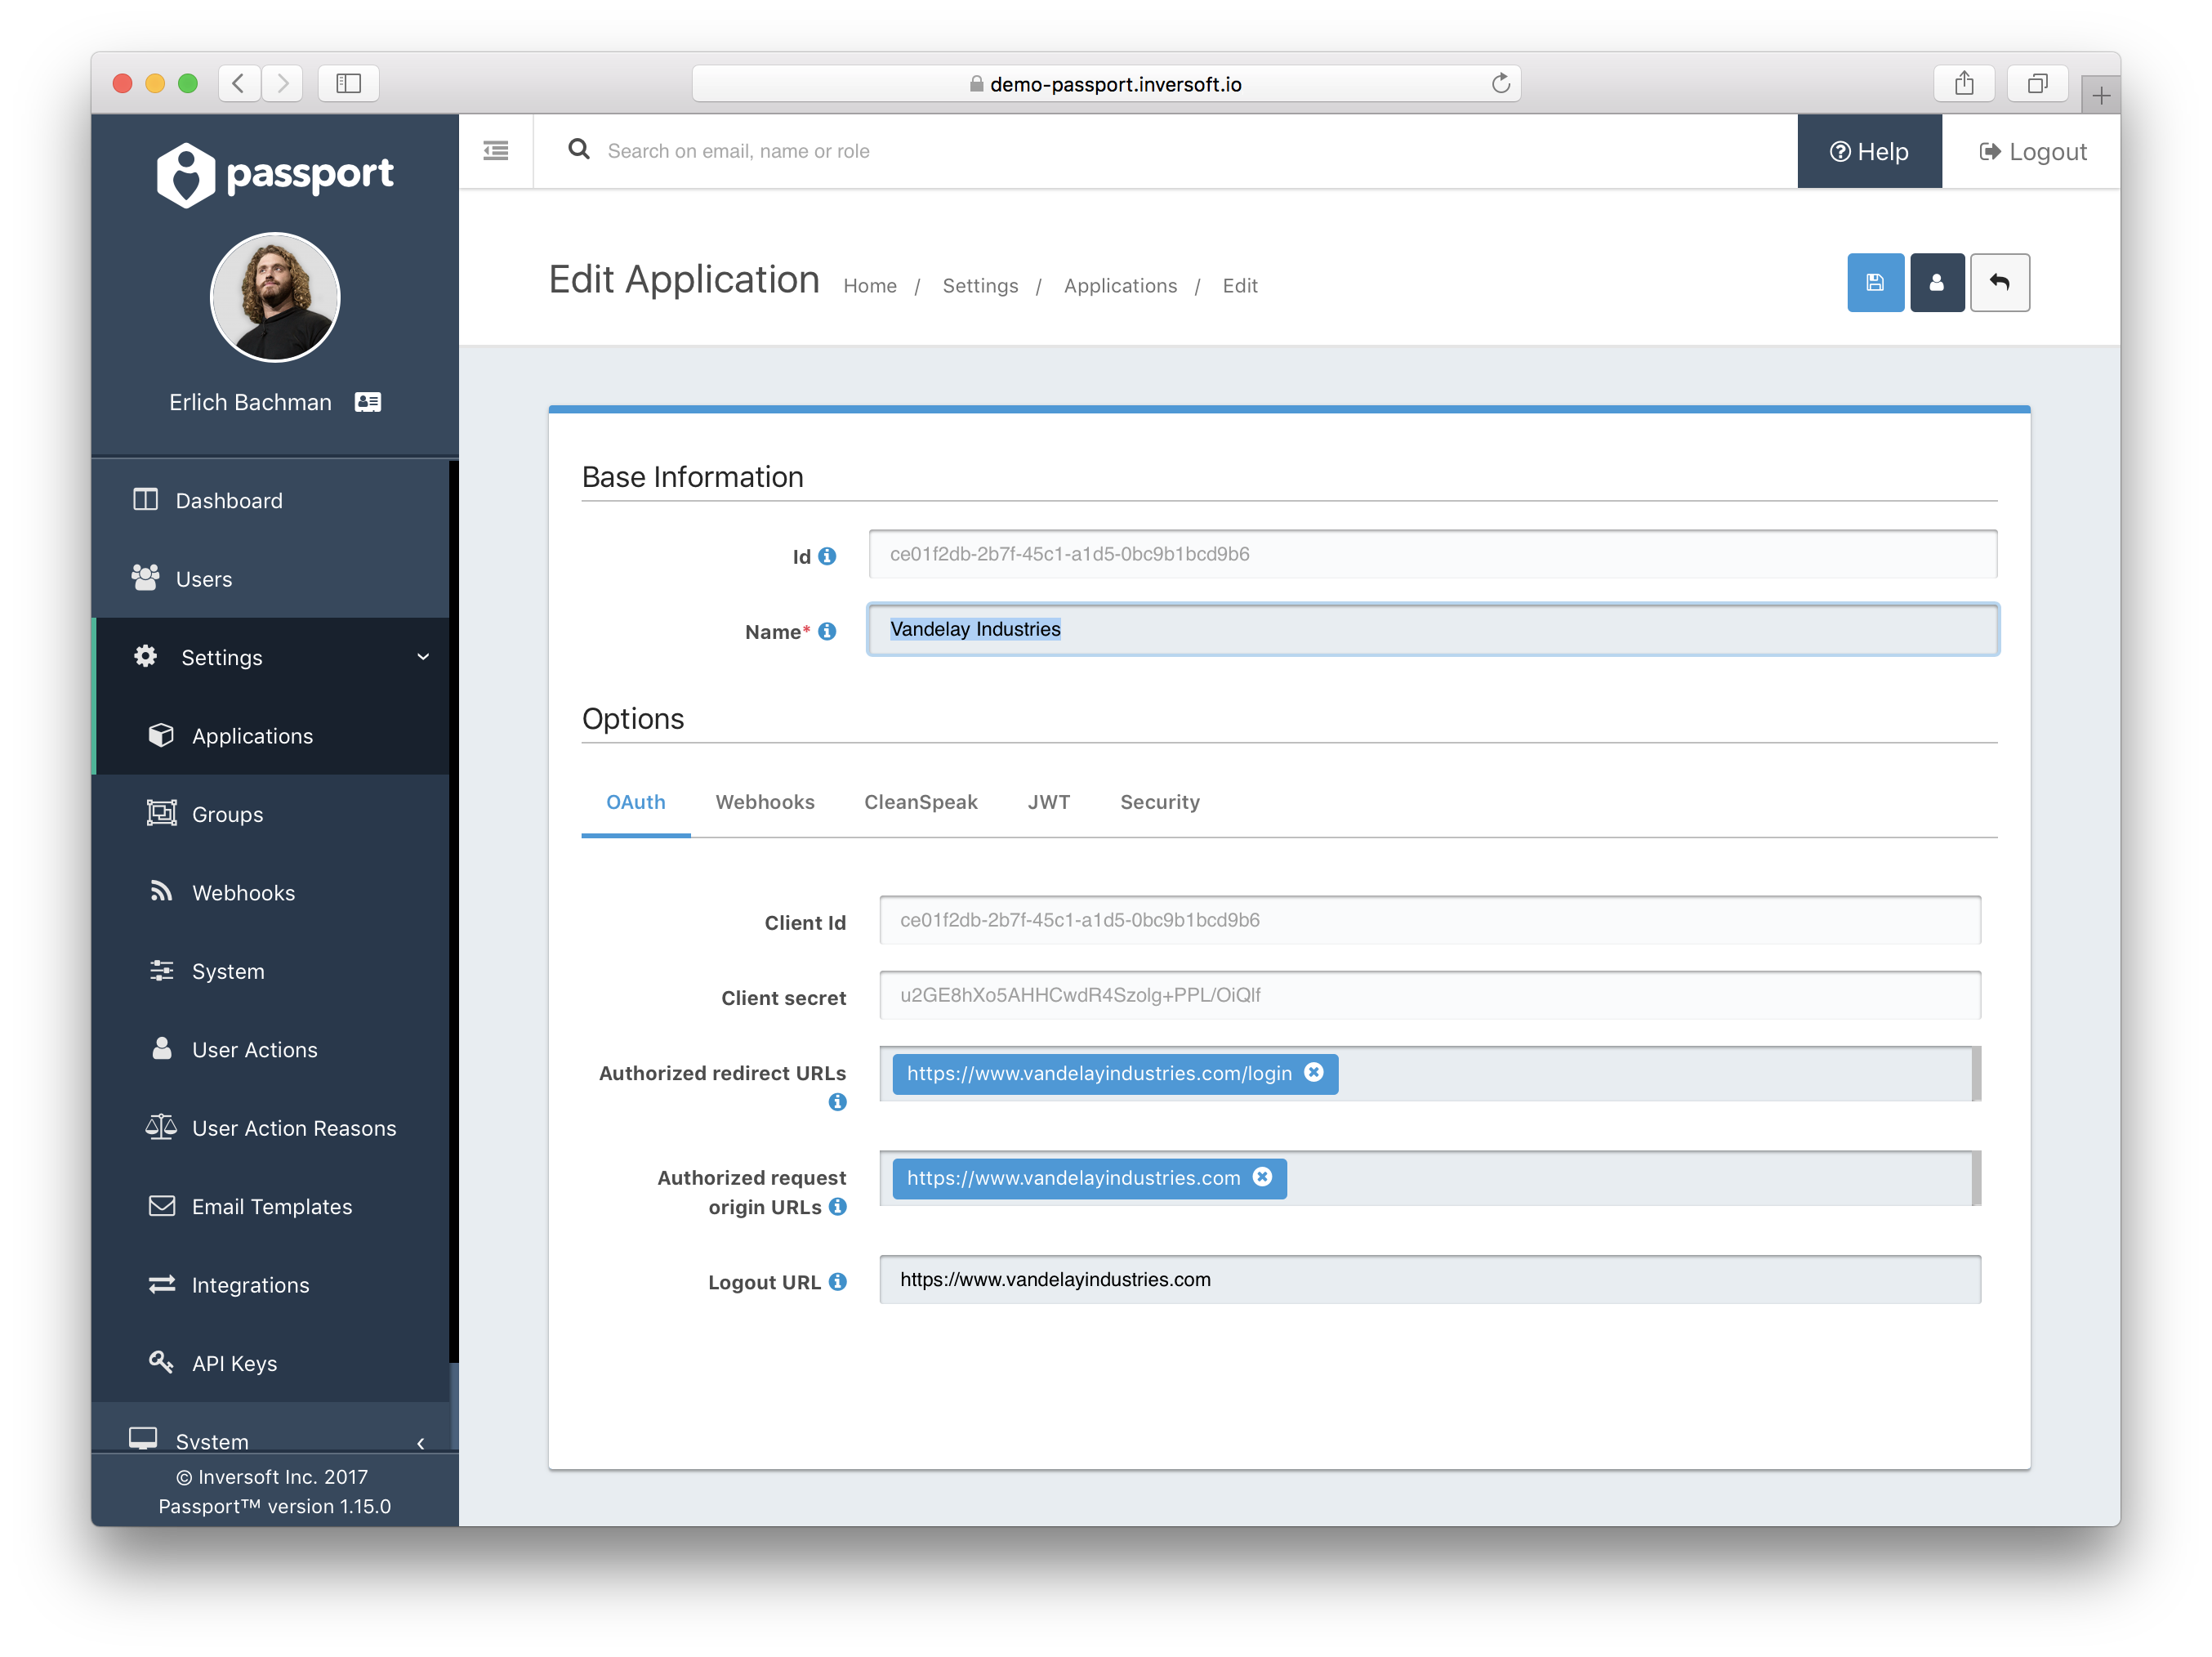 demo-passport.inversoft.io
passport
Search on email, name or role
Help
Logout
Erlich Bachman
Edit Application
Home / Settings / Applications / Edit
Dashboard
Users
Settings
Applications
Groups
Webhooks
System
User Actions
User Action Reasons
Email Templates
Integrations
API Keys
System
© Inversoft Inc. 2017
Passport™ version 1.15.0
Base Information
Id
ce01f2db-2b7f-45c1-a1d5-0bc9b1bcd9b6
Name*
Vandelay Industries
Options
OAuth Webhooks CleanSpeak JWT Security
Client Id
ce01f2db-2b7f-45c1-a1d5-0bc9b1bcd9b6
Client secret
Authorized redirect URLs
https://www.vandelayindustries.com/login
Authorized request
origin URLs
https://www.vandelayindustries.com
Logout URL
https://www.vandelayindustries.com